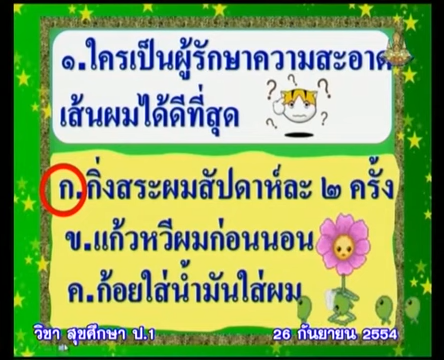 ๑.ใครเป็นผู้รักษาความสะอาด
เส้นผมได้ดีที่สุด
ก.กิ่งสระผมสัปดาห์ละ ๒ ครั้ง
ข.แก้วหวีผมก่อนนอน
ค.ก้อยใส่น้ำมันใส่ผม
วิชา สุขศึกษา ป.1
26 กันยายน 2554